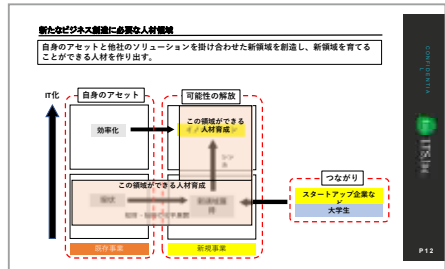 新たなビジネス創造に必要な人材領域
自身のアセットと他社のソリューションを掛け合わせた新領域を創造し、新領域を育てる
ことができる人材を作り出す。
IT化
自身のアセット
可能性の解放
効率化
この領域ができる
人材育成
この領域ができる人材育成
つながり
スタートアップ企業など
大学生
既存事業
新規事業
CONFIDENTIAL
LTS, Inc
P12